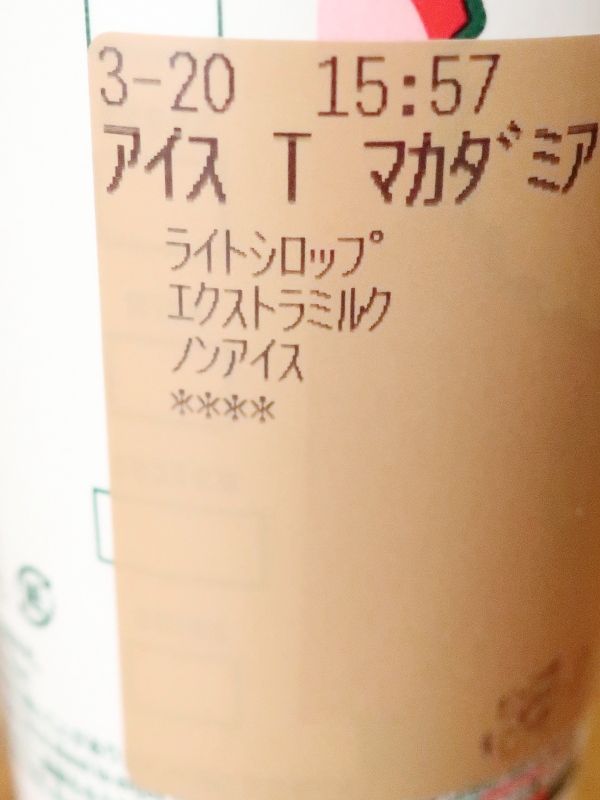 3-20 15:57
アイス T マカダミア
ライトシロップ
エクストラミルク
ノンアイス
****